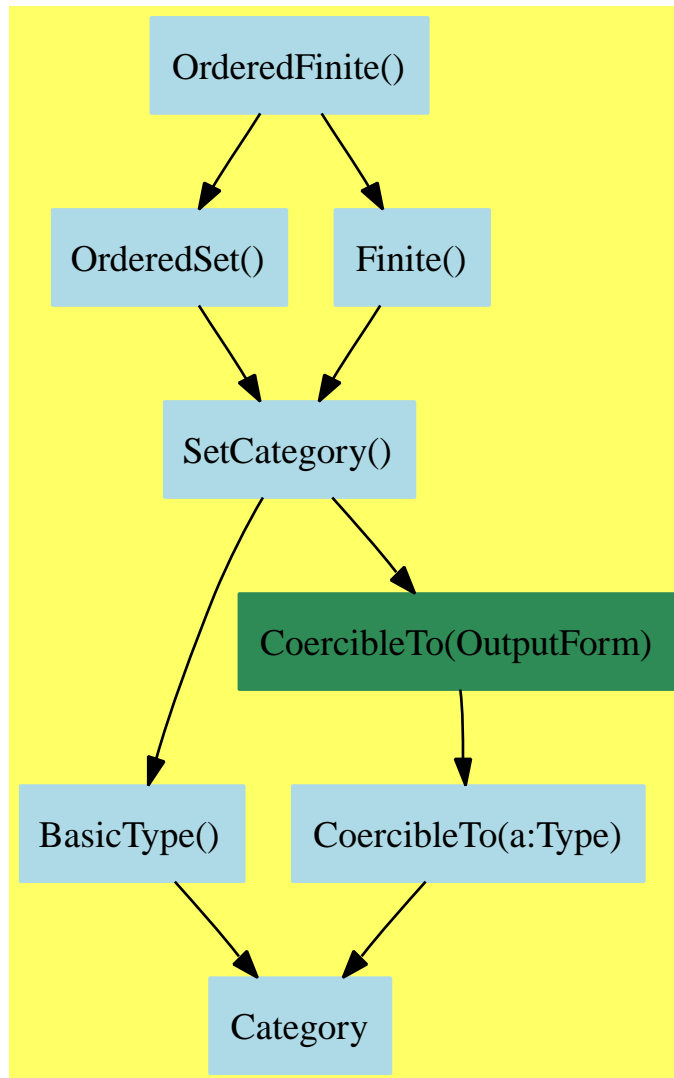 OrderedFinite()
OrderedSet()
Finite()
SetCategory()
CoercibleTo(OutputForm)
BasicType()
CoercibleTo(a:Type)
Category